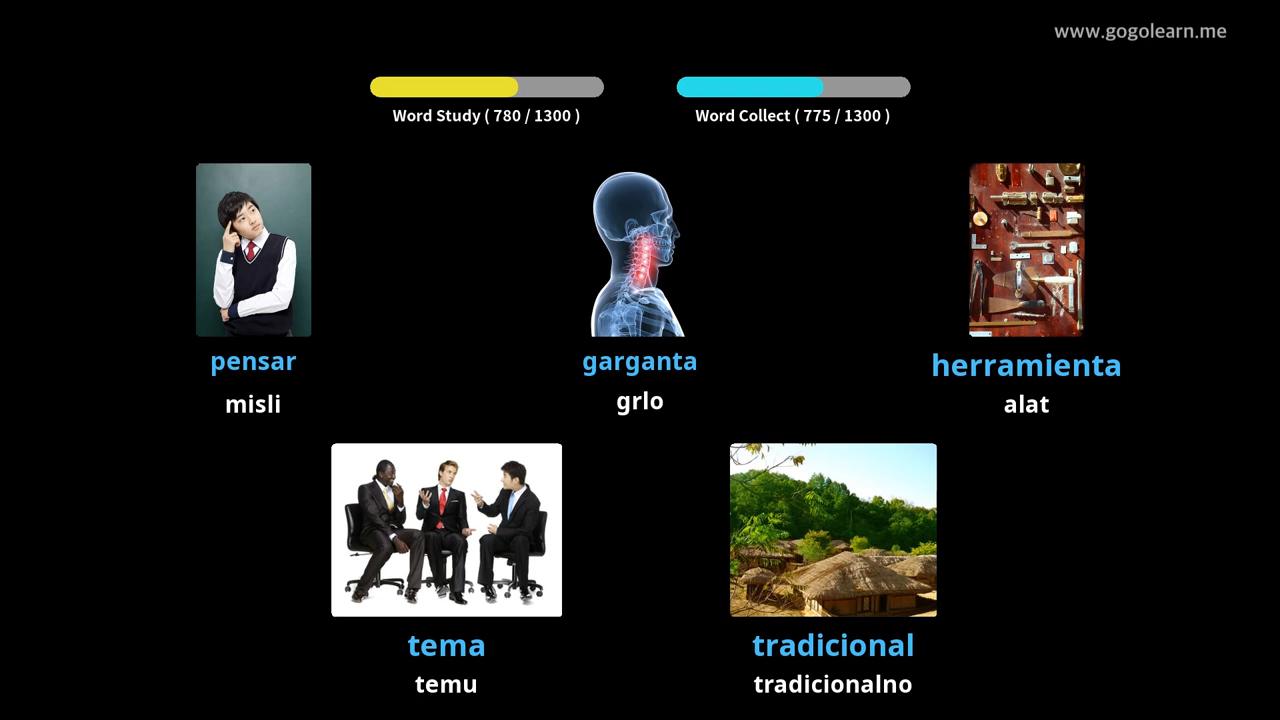 www.gogolearn.me
Word Study ( 780 / 1300 )
Word Collect ( 775 / 1300 )
pensar
misli
garganta
grlo
herramienta
alat
tema
temu
tradicional
tradicionalno